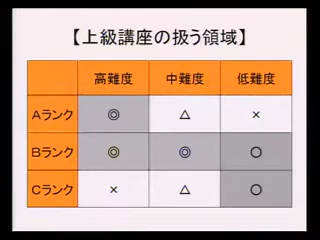 【上級講座の扱う領域】
高難度 中難度 低難度
Aランク ◎ △ ×
Bランク ◎ ◎ ○
Cランク × △ ○